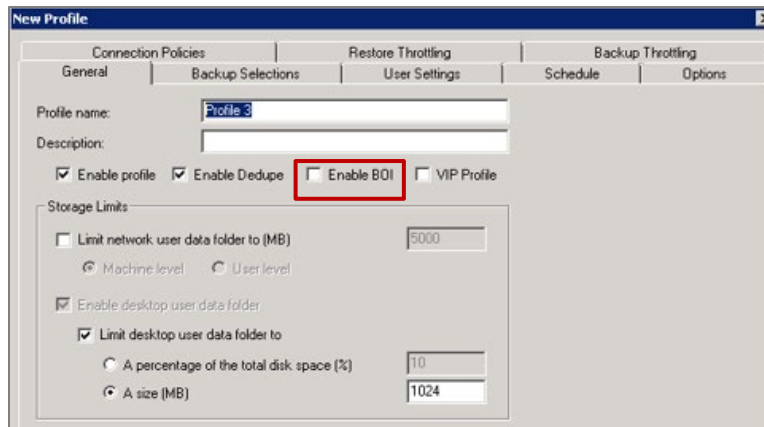 New Profile
Connection Policies Restore Throttling Backup Throttling
General Backup Selections User Settings Schedule Options
Profile name: Profile 3
Description:
Enable profile Enable Dedupe Enable BOI VIP Profile
Storage Limits
Limit network user data folder to (MB) 5000
Machine level User level
Enable desktop user data folder
Limit desktop user data folder to
A percentage of the total disk space (%) 10
A size (MB) 1024